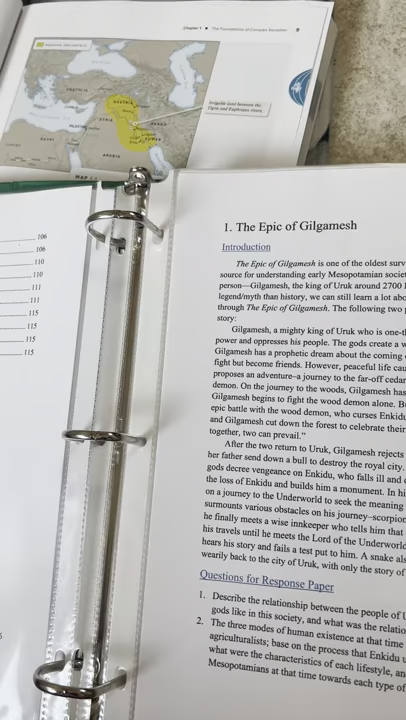 Chapter 1 ■ The Foundations of Complex Societies
ANATOLIA
ASSYRIA
SYRIA
AKKAD
SUMER
EGYPT
ARABIA
Irrigable land between the
Tigris and Euphrates rivers.
MAP
106
106
110
110
111
111
115
115
115
115
1. The Epic of Gilgamesh
Introduction
The Epic of Gilgamesh is one of the oldest surv
source for understanding early Mesopotamian societ
person—Gilgamesh, the king of Uruk around 2700
legend/myth than history, we can still learn a lot abo
through The Epic of Gilgamesh. The following two
story:
Gilgamesh, a mighty king of Uruk who is one-t
power and oppresses his people. The gods create a w
Gilgamesh has a prophetic dream about the coming
fight but become friends. However, peaceful life cau
proposes an adventure–a journey to the far-off cedar
demon. On the journey to the woods, Gilgamesh has
Gilgamesh begins to fight the wood demon alone. B
epic battle with the wood demon, who curses Enkidu
and Gilgamesh cut down the forest to celebrate their
together, two can prevail."
After the two return to Uruk, Gilgamesh rejects
her father send down a bull to destroy the royal city.
gods decree vengeance on Enkidu, who falls ill and
the loss of Enkidu and builds him a monument. In hi
on a journey to the Underworld to seek the meaning
surmounts various obstacles on his journey–scorpion
he finally meets a wise innkeeper who tells him that
his travels until he meets the Lord of the Underworld
hears his story and fails a test put to him. A snake als
wearily back to the city of Uruk, with only the story of
Questions for Response Paper
1. Describe the relationship between the people of U
gods like in this society, and what was the relatio
2. The three modes of human existence at that time
agriculturalists; base on the process that Enkidu u
what were the characteristics of each lifestyle, an
Mesopotamians at that time towards each type of